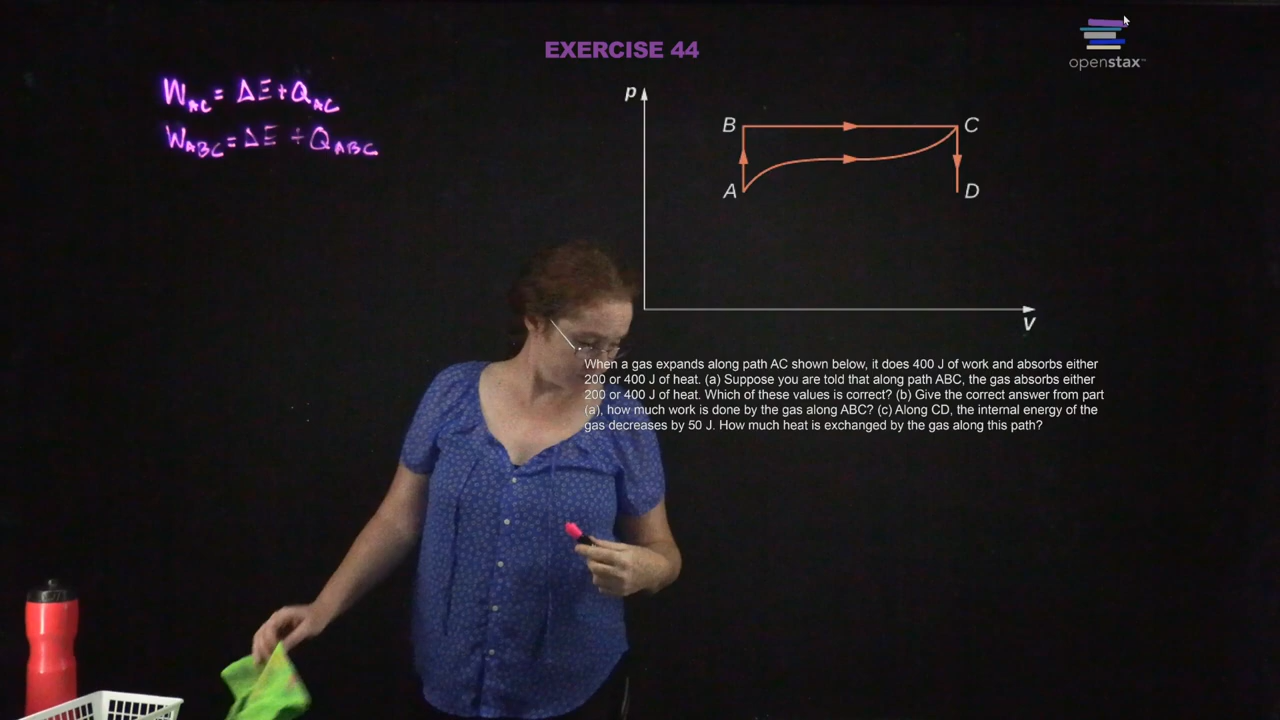 EXERCISE 44
openstax™
W_AC = ΔE + Q_AC
W_ABC = ΔE + Q_ABC
p
B
C
A
D
V
When a gas expands along path AC shown below, it does 400 J of work and absorbs either
200 or 400 J of heat. (a) Suppose you are told that along path ABC, the gas absorbs either
200 or 400 J of heat. Which of these values is correct? (b) Give the correct answer from part
(a), how much work is done by the gas along ABC? (c) Along CD, the internal energy of the
gas decreases by 50 J. How much heat is exchanged by the gas along this path?